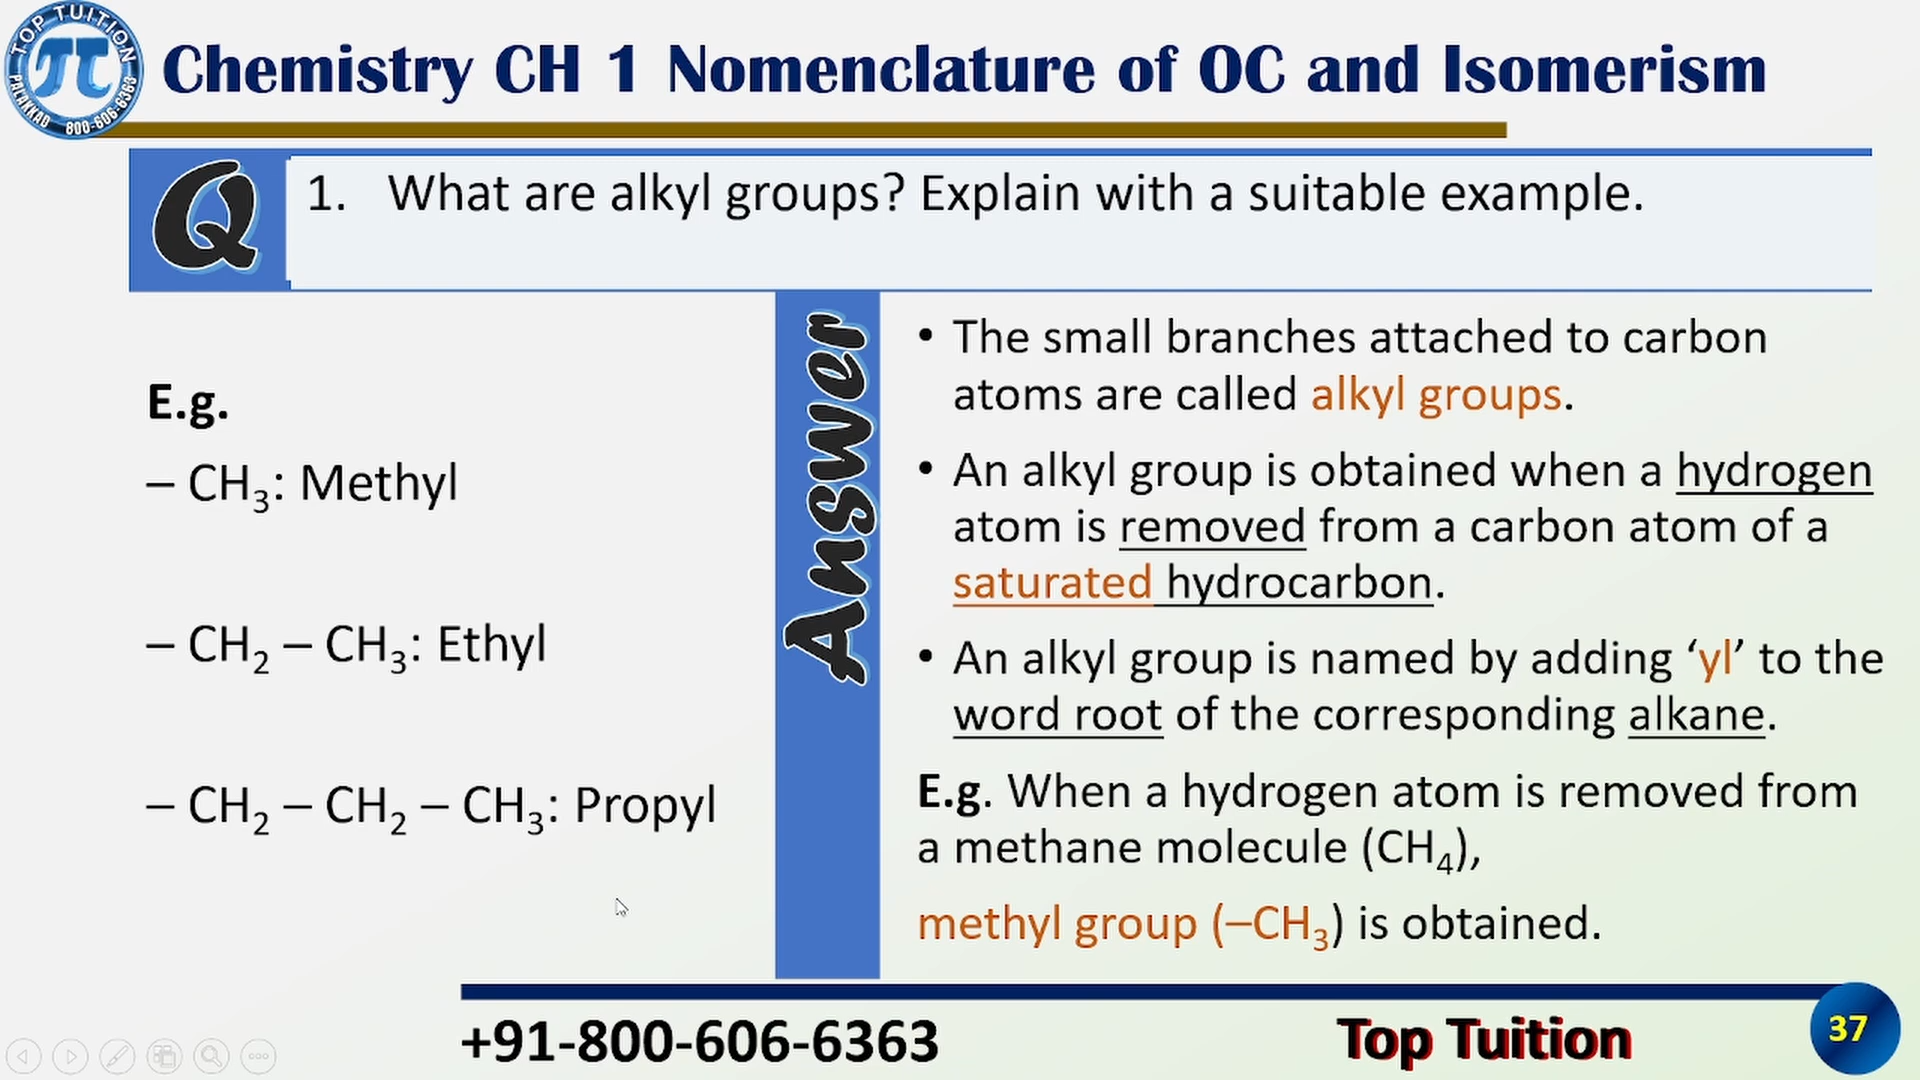 TOP TUITION
PALAKKAD 800-606-6363
Chemistry CH 1 Nomenclature of OC and Isomerism
Q
1. What are alkyl groups? Explain with a suitable example.
E.g.
– CH₃: Methyl
– CH₂ – CH₃: Ethyl
– CH₂ – CH₂ – CH₃: Propyl
Answer
• The small branches attached to carbon
atoms are called alkyl groups.
• An alkyl group is obtained when a hydrogen
atom is removed from a carbon atom of a
saturated hydrocarbon.
• An alkyl group is named by adding ‘yl’ to the
word root of the corresponding alkane.
E.g. When a hydrogen atom is removed from
a methane molecule (CH₄),
methyl group (–CH₃) is obtained.
+91-800-606-6363
Top Tuition
37